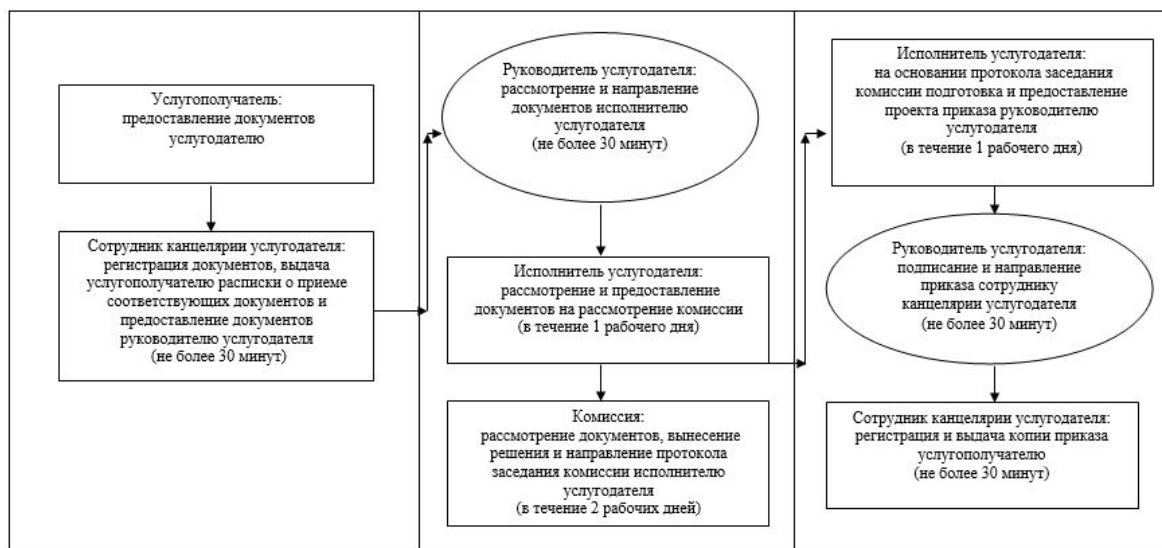 Услугополучатель:
предоставление документов
услугодателю
Сотрудник канцелярии услугодателя:
регистрация документов, выдача
услугополучателю расписки о приеме
соответствующих документов и
предоставление документов
руководителю услугодателя
(не более 30 минут)
Руководитель услугодателя:
рассмотрение и направление
документов исполнителю
услугодателя
(не более 30 минут)
Исполнитель услугодателя:
рассмотрение и предоставление
документов на рассмотрение комиссии
(в течение 1 рабочего дня)
Комиссия:
рассмотрение документов, вынесение
решения и направление протокола
заседания комиссии исполнителю
услугодателя
(в течение 2 рабочих дней)
Исполнитель услугодателя:
на основании протокола заседания
комиссии подготовка и предоставление
проекта приказа руководителю
услугодателя
(в течение 1 рабочего дня)
Руководитель услугодателя:
подписание и направление
приказа сотруднику
канцелярии услугодателя
(не более 30 минут)
Сотрудник канцелярии услугодателя:
регистрация и выдача копии приказа
услугополучателю
(не более 30 минут)